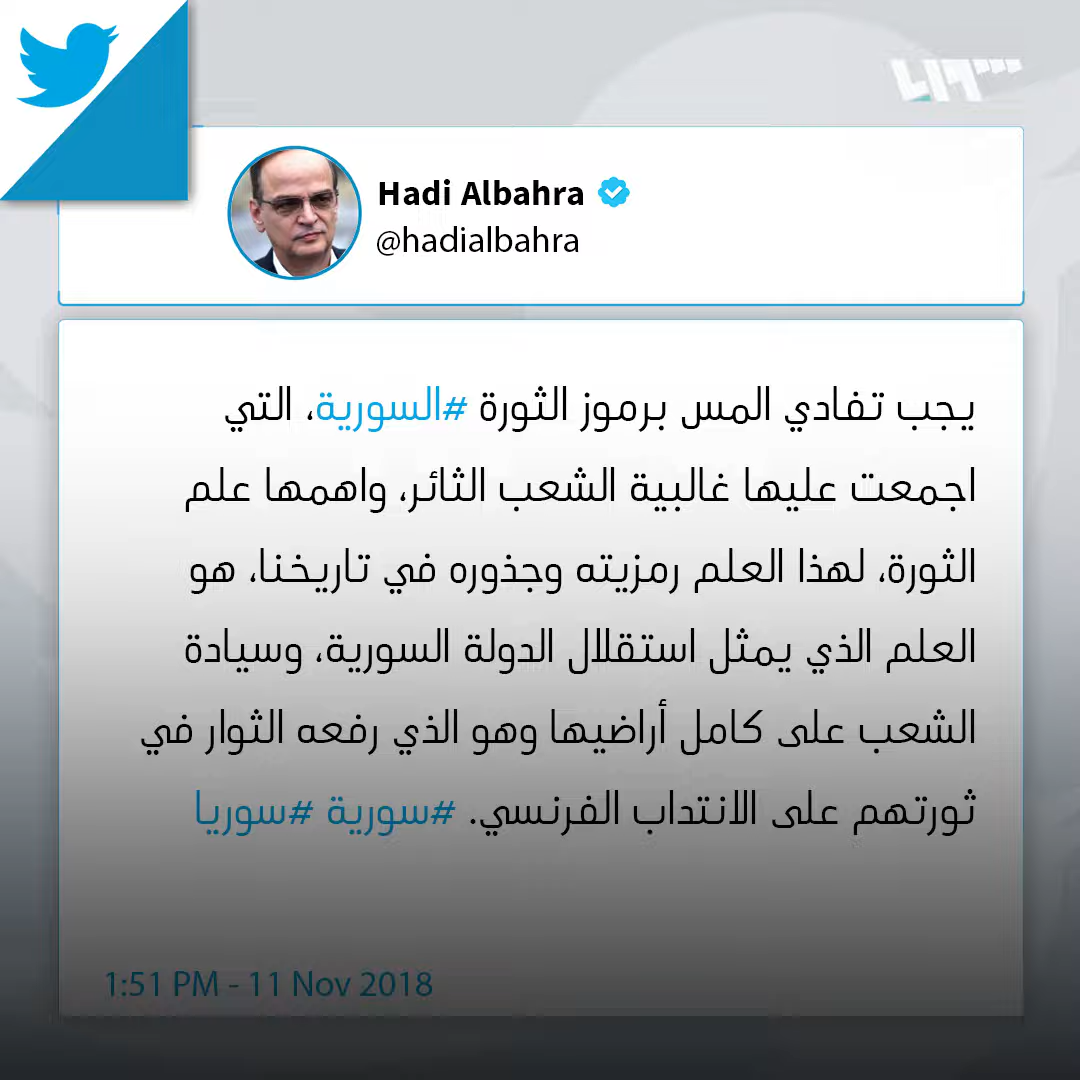 Hadi Albahra
@hadialbahra
يجب تفادي المس برموز الثورة #السورية، التي
اجمعت عليها غالبية الشعب الثائر، واهمها علم
الثورة، لهذا العلم رمزيته وجذوره في تاريخنا، هو
العلم الذي يمثل استقلال الدولة السورية، وسيادة
الشعب على كامل أراضيها وهو الذي رفعه الثوار في
ثورتهم على الانتداب الفرنسي. #سورية #سوريا
1:51 PM - 11 Nov 2018